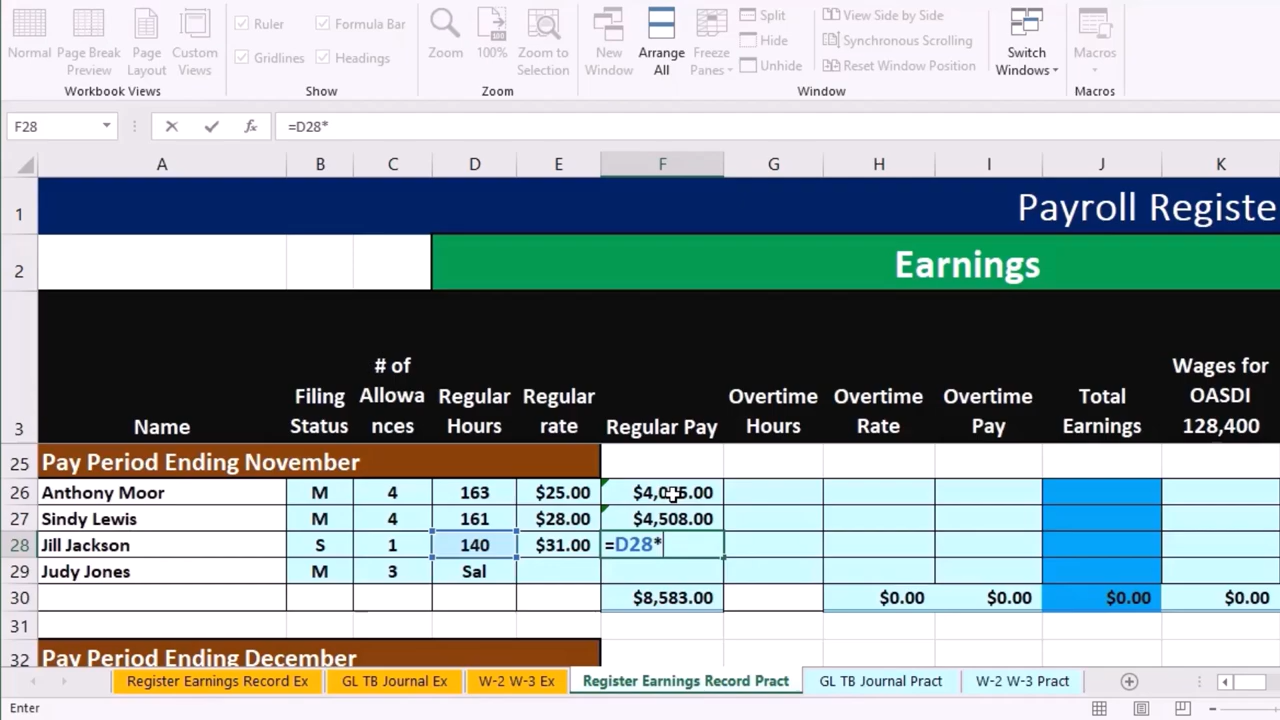 Normal Page Break Preview Page Layout Custom Views
Workbook Views
Ruler Formula Bar
Gridlines Headings
Show
Zoom 100% Zoom to Selection
Zoom
New Window Arrange All Freeze Panes
Split
Hide
Unhide
View Side by Side
Synchronous Scrolling
Reset Window Position
Window
Switch Windows
Macros
Macros
F28 fx =D28*
A B C D E F G H I J K
1 Payroll Registe
2 Earnings
3 Name Filing Status # of Allowa nces Regular Hours Regular rate Regular Pay Overtime Hours Overtime Rate Overtime Pay Total Earnings Wages for OASDI 128,400
25 Pay Period Ending November
26 Anthony Moor M 4 163 $25.00
27 Sindy Lewis M 4 161 $28.00 $4,508.00
28 Jill Jackson S 1 140 $31.00 =D28*
29 Judy Jones M 3 Sal
30 $8,583.00 $0.00 $0.00 $0.00 $0.00
31
32 Pay Period Ending December
Register Earnings Record Ex GL TB Journal Ex W-2 W-3 Ex Register Earnings Record Pract GL TB Journal Pract W-2 W-3 Pract
Enter